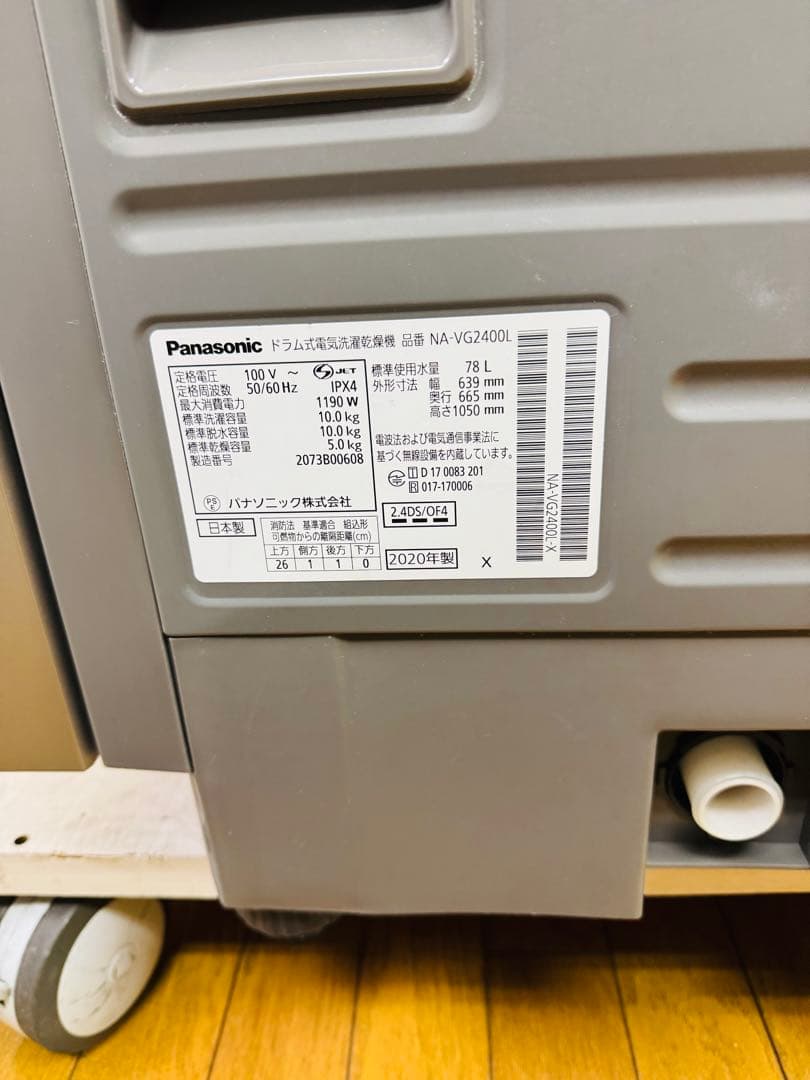 Panasonic ドラム式電気洗濯乾燥機 品番 NA-VG2400L
定格電圧 100 V ~
定格周波数 50/60 Hz
JET
IPX4
最大消費電力 1190 W
標準洗濯容量 10.0 kg
標準脱水容量 10.0 kg
標準乾燥容量 5.0 kg
製造番号 2073B00608
PS E パナソニック株式会社
標準使用水量 78 L
外形寸法 幅 639 mm
奥行 665 mm
高さ1050 mm
電波法および電気通信事業法に
基づく無線設備を内蔵しています。
T D 17 0083 201
R 017-170006
2.4DS/OF4
日本製
消防法 基準適合 組込形
可燃物からの離隔距離(cm)
上方 側方 後方 下方
26 1 1 0
2020年製 X
NA-VG2400L-X